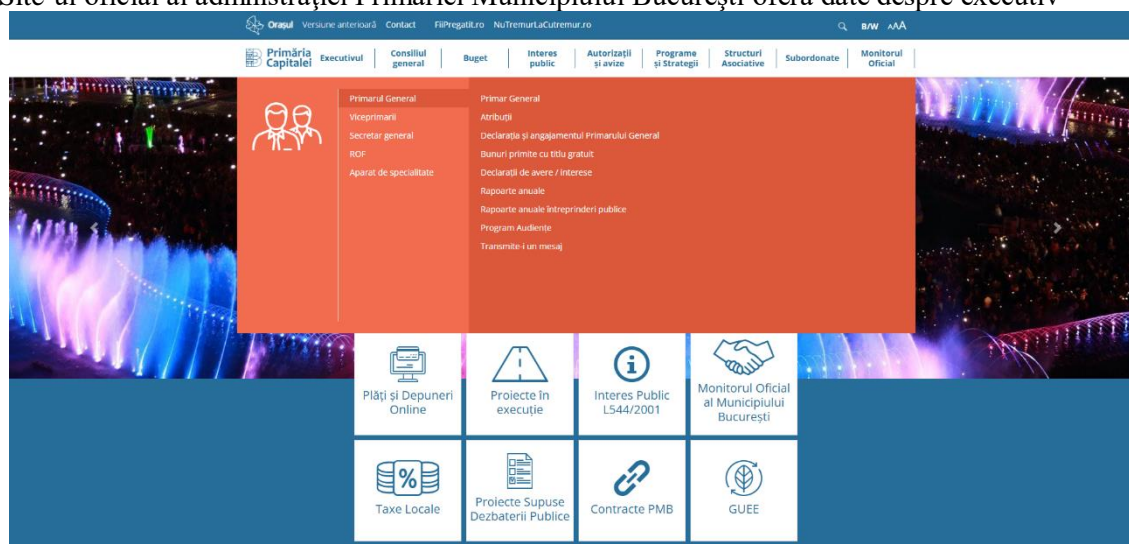 Site-ul oficial al administraţiei Primăriei Municipiului Bucureşti oferă date despre executiv
Orașul Versiune anterioară Contact FiiPregatit.ro NuTremurLaCutremur.ro B/W AAA
Primăria Capitalei
Executivul
Consiliul general
Buget
Interes public
Autorizații și avize
Programe și Strategii
Structuri Asociative
Subordonate
Monitorul Oficial
Primarul General
Viceprimarii
Secretar general
ROF
Aparat de specialitate
Primar General
Atribuții
Declarația și angajamentul Primarului General
Bunuri primite cu titlu gratuit
Declarații de avere / interese
Rapoarte anuale
Rapoarte anuale întreprinderi publice
Program Audiențe
Transmite-i un mesaj
Plăți și Depuneri
Online
Proiecte în
execuție
Interes Public
L544/2001
Monitorul Oficial
al Municipiului
București
Taxe Locale
Proiecte Supuse
Dezbaterii Publice
Contracte PMB
GUEE